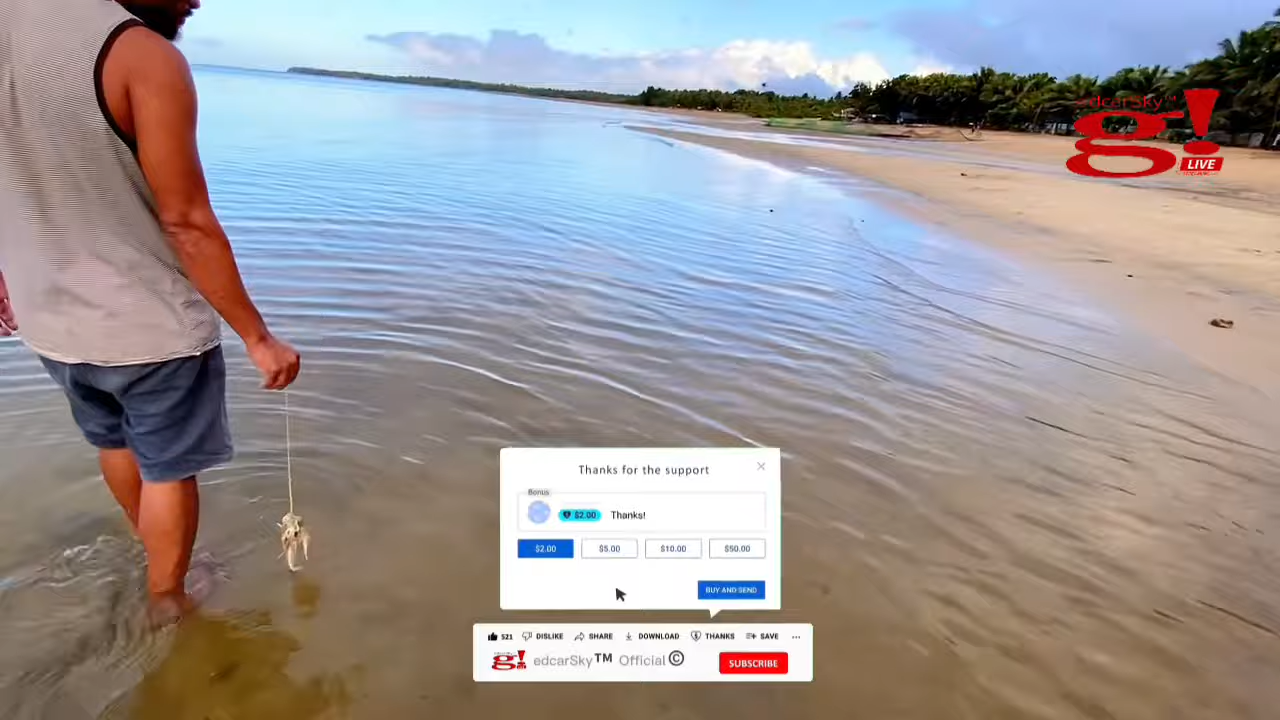 edcarSky™
g!
LIVE
Thanks for the support
Bonus
$2.00 Thanks!
$2.00 $5.00 $10.00 $50.00
BUY AND SEND
521 DISLIKE SHARE DOWNLOAD THANKS SAVE ...
g! edcarSky™ Official © SUBSCRIBE